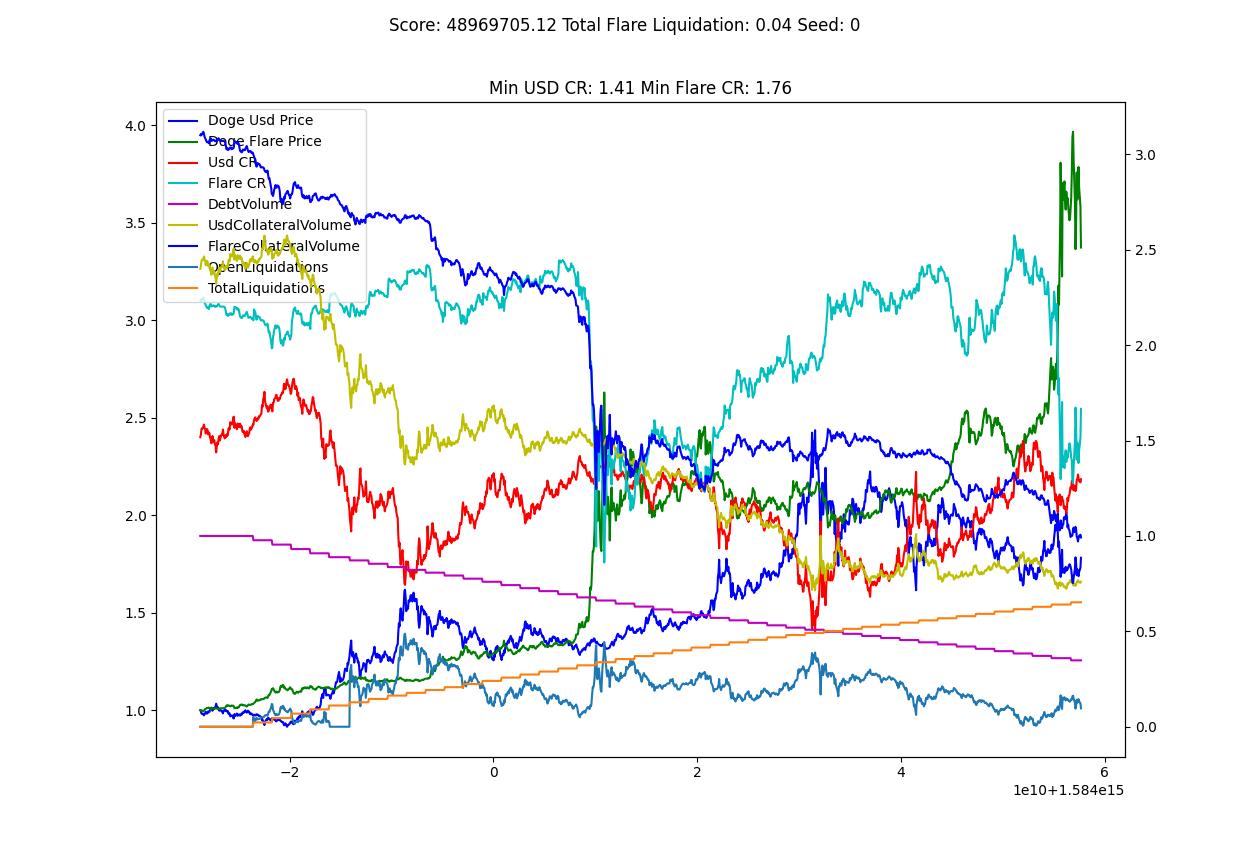 Score: 48969705.12 Total Flare Liquidation: 0.04 Seed: 0
Min USD CR: 1.41 Min Flare CR: 1.76
Doge Usd Price
Doge Flare Price
Usd CR
Flare CR
DebtVolume
UsdCollateralVolume
FlareCollateralVolume
OpenLiquidations
TotalLiquidations
4.0
3.5
3.0
2.5
2.0
1.5
1.0
3.0
2.5
2.0
1.5
1.0
0.5
0.0
−2
0
2
4
6
1e10+1.584e15